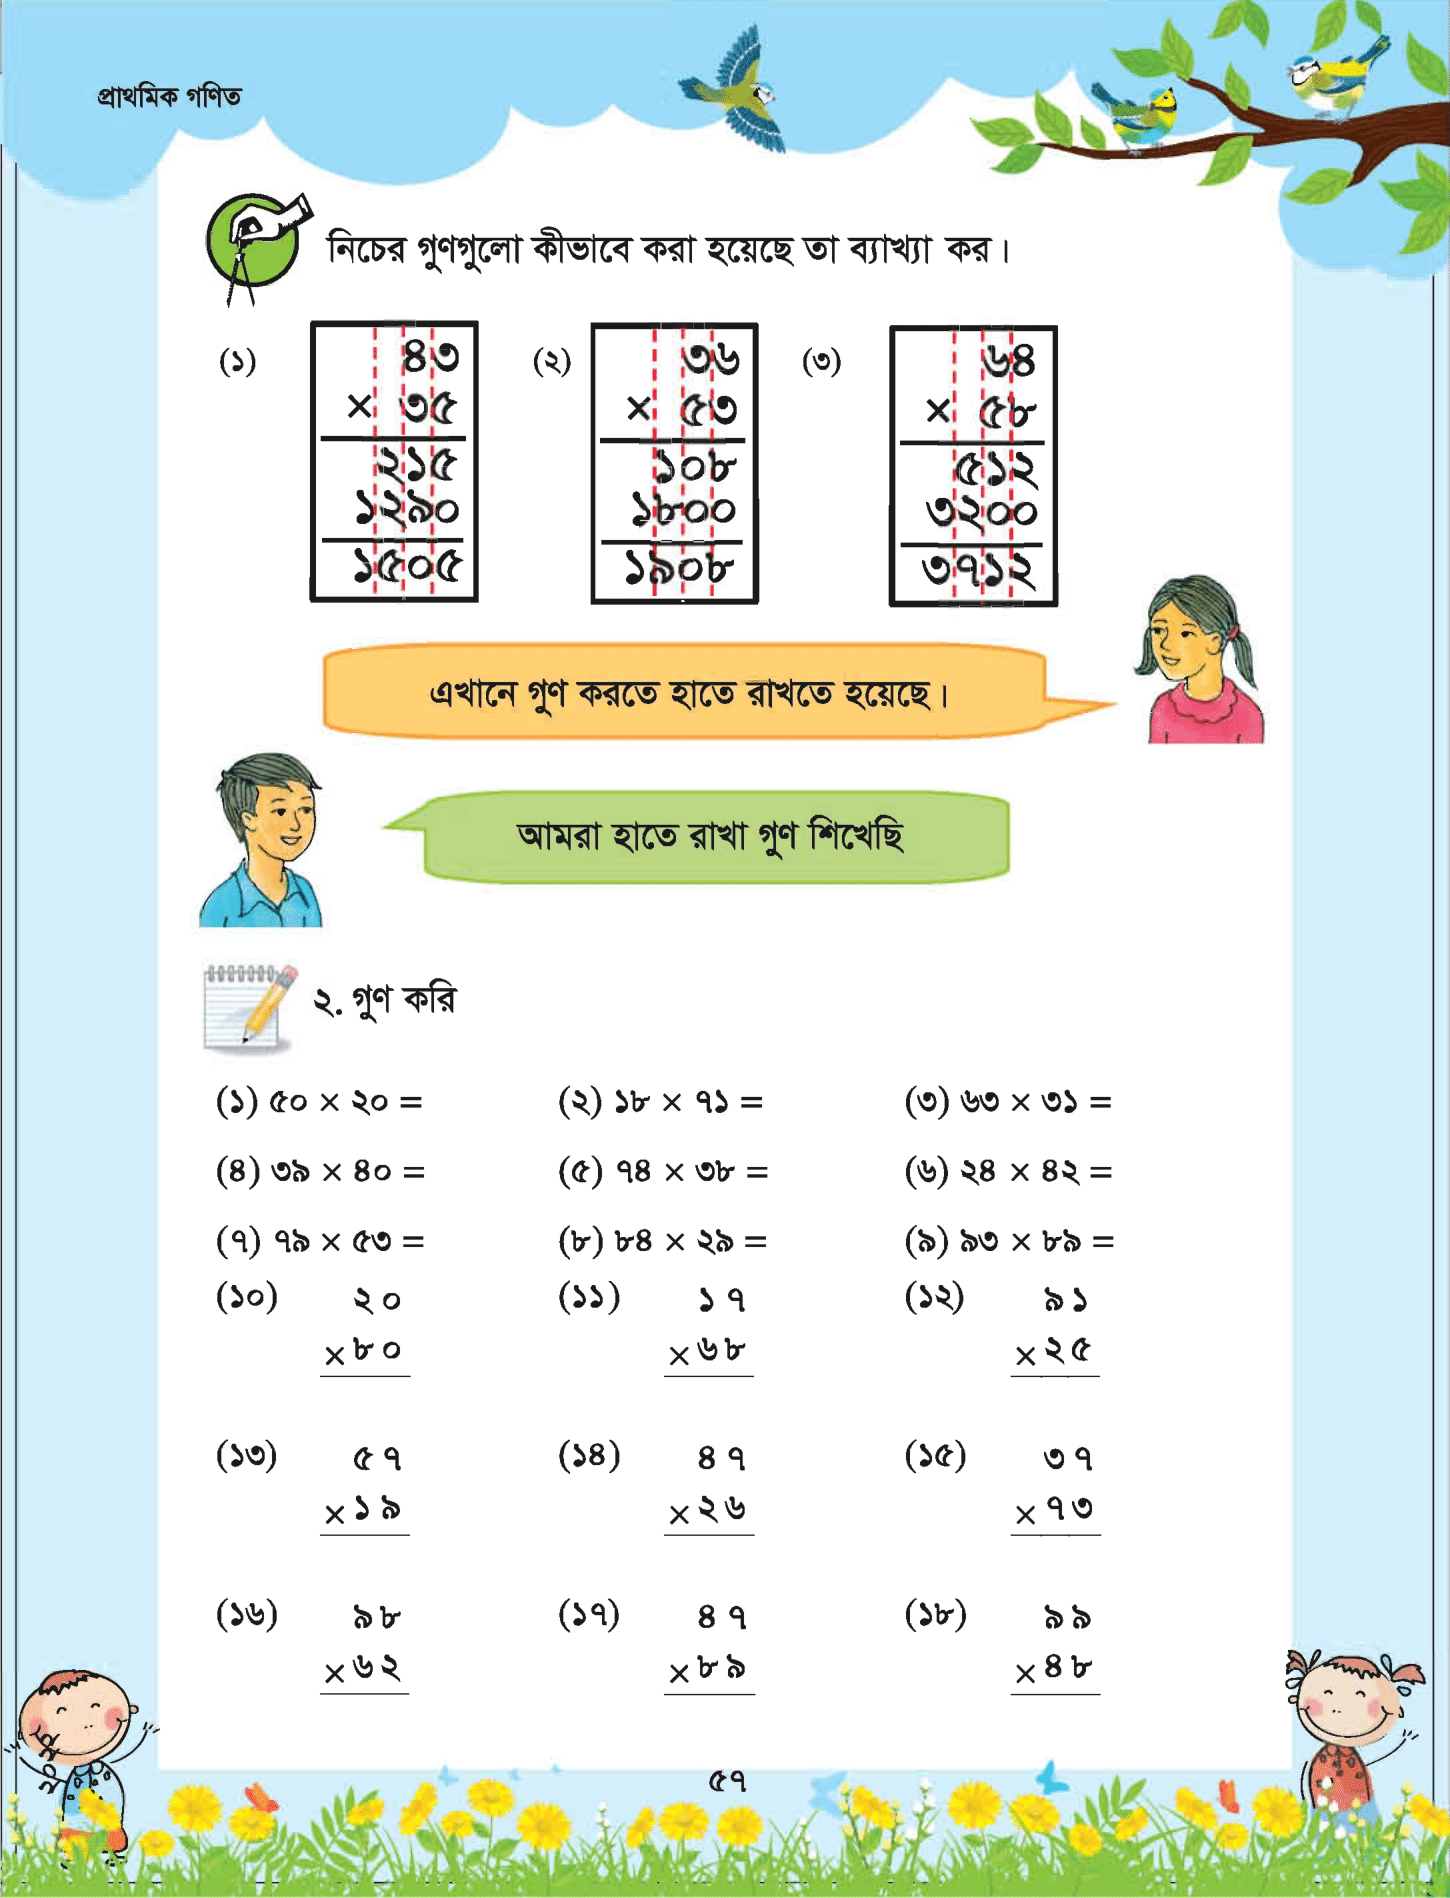 প্রাথমিক গণিত
নিচের গুণগুলো কীভাবে করা হয়েছে তা ব্যাখ্যা কর।
(১) ৪৩ (২) ৩৬ (৩) ৬৪
× ৩৫ × ৫৩ × ৫৮
২১৫ ১০৮ ৫১২
১২৯০ ১৮০০ ৩২০০
১৫০৫ ১৯০৮ ৩৭১২
এখানে গুণ করতে হাতে রাখতে হয়েছে।
আমরা হাতে রাখা গুণ শিখেছি
২. গুণ করি
(১) ৫০ × ২০ = (২) ১৮ × ৭১ = (৩) ৬৩ × ৩১ =
(৪) ৩৯ × ৪০ = (৫) ৭৪ × ৩৮ = (৬) ২৪ × ৪২ =
(৭) ৭৯ × ৫৩ = (৮) ৮৪ × ২৯ = (৯) ৯৩ × ৮৯ =
(১০) ২০ (১১) ১৭ (১২) ৯১
×৮০ ×৬৮ ×২৫
(১৩) ৫৭ (১৪) ৪৭ (১৫) ৩৭
×১৯ ×২৬ ×৭৩
(১৬) ৯৮ (১৭) ৪৭ (১৮) ৯৯
×৬২ ×৮৯ ×৪৮
৫৭